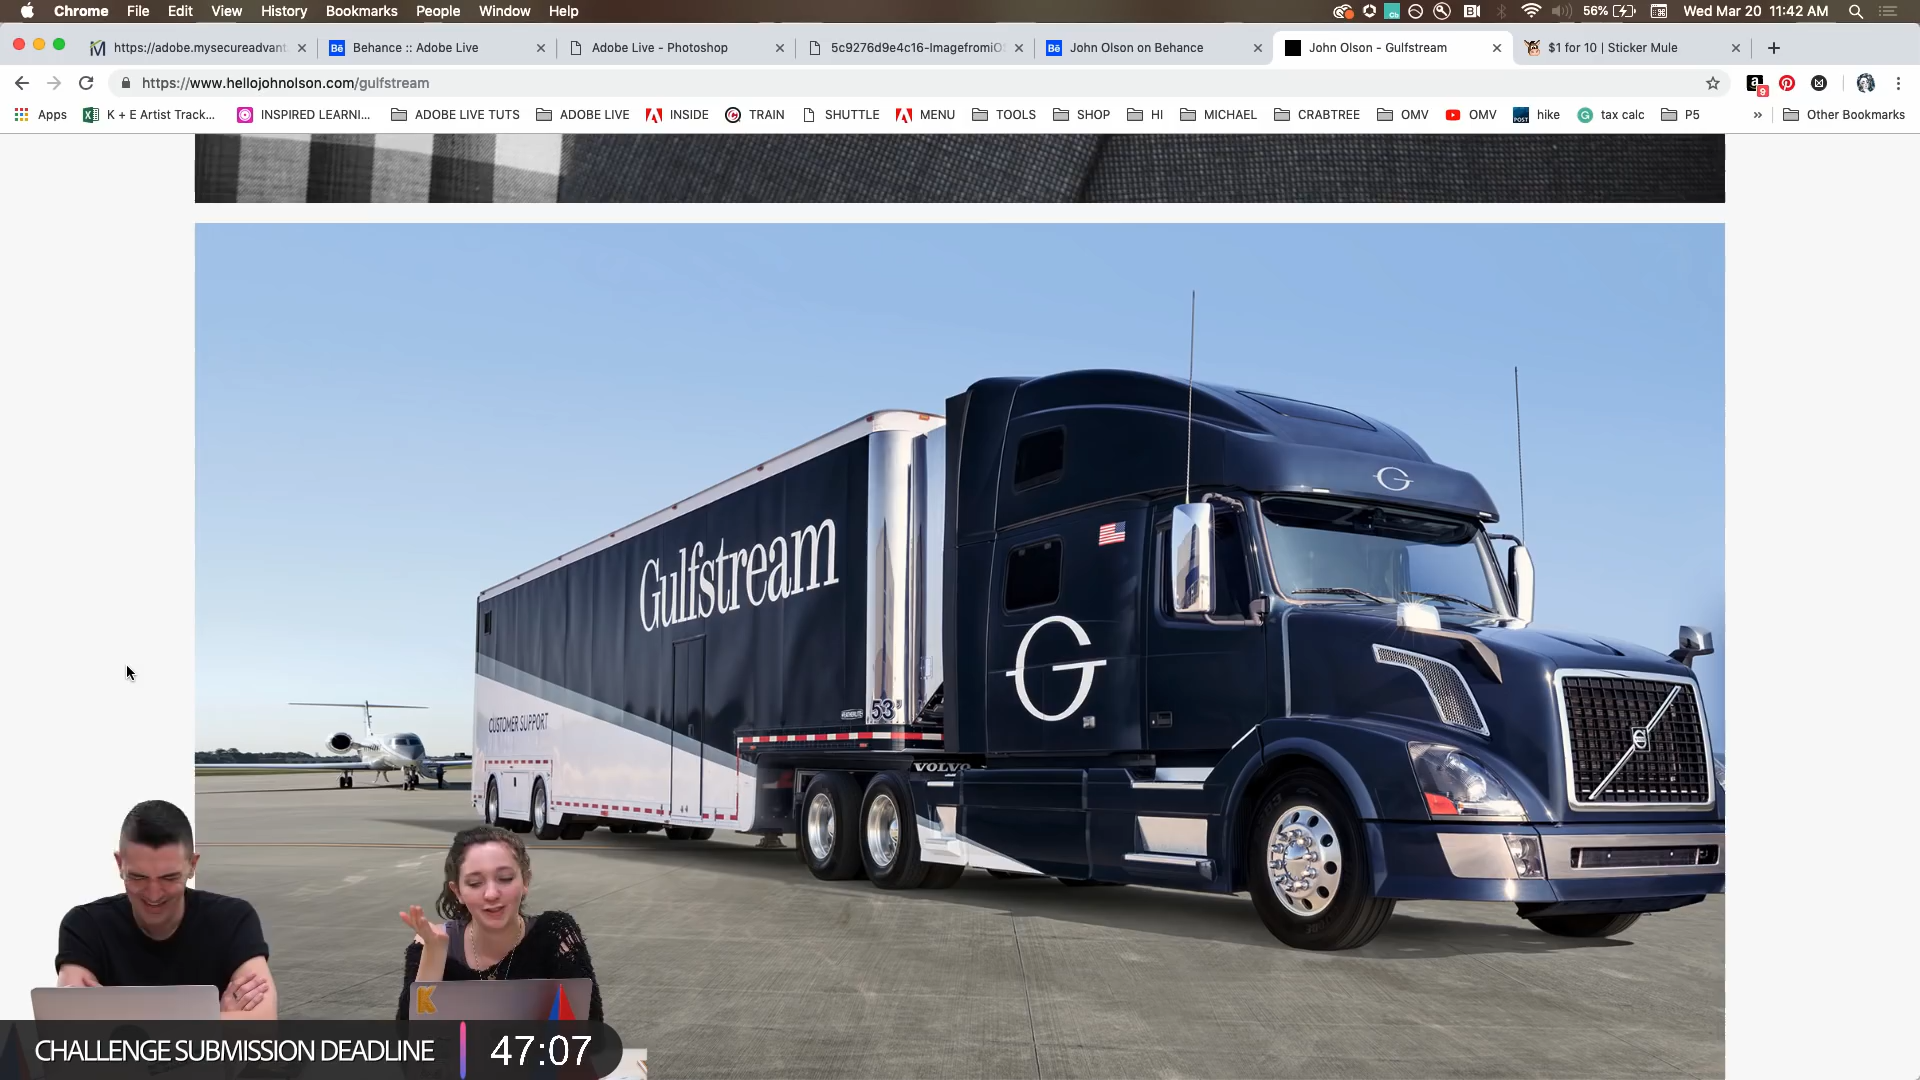 Chrome File Edit View History Bookmarks People Window Help 56% Wed Mar 20 11:42 AM
https://adobe.mysecureadvant Behance :: Adobe Live Adobe Live - Photoshop 5c9276d9e4c16-ImagefromiO John Olson on Behance John Olson - Gulfstream $1 for 10 | Sticker Mule
https://www.hellojohnolson.com/gulfstream
Apps K + E Artist Track... INSPIRED LEARNI... ADOBE LIVE TUTS ADOBE LIVE INSIDE TRAIN SHUTTLE MENU TOOLS SHOP HI MICHAEL CRABTREE OMV OMV hike tax calc P5 » Other Bookmarks
G
Gulfstream
G
53'
CUSTOMER SUPPORT
VOLVO
K
CHALLENGE SUBMISSION DEADLINE 47:07